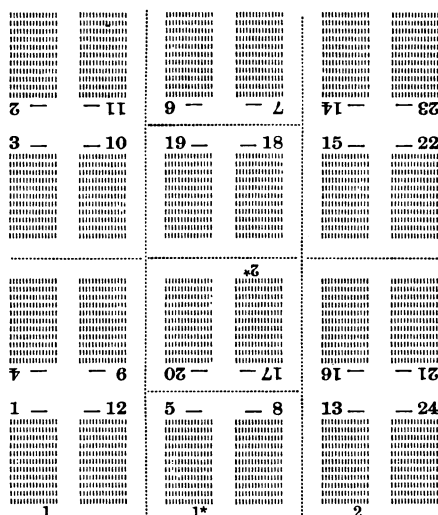 2 — — 11 6 — — 7 14 — — 23
3 — — 10 19 — — 18 15 — — 22
2*
4 — — 9 20 — — 17 16 — — 21
1 — — 12 5 — — 8 13 — — 24
1 1* 2